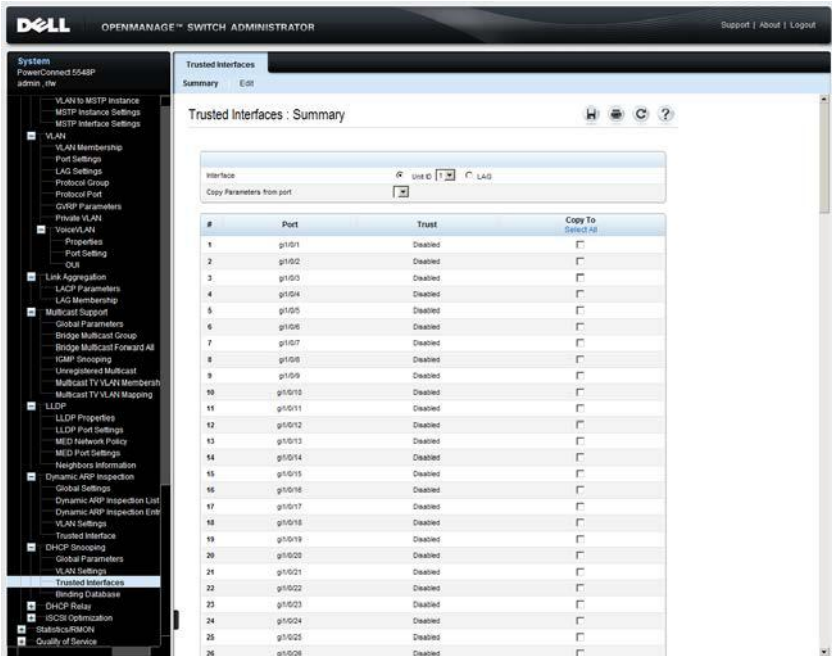 DELL OPENMANAGE™ SWITCH ADMINISTRATOR
Support | About | Logout
System
PowerConnect 5548P
admin , r/w
VLAN to MSTP Instance
MSTP Instance Settings
MSTP Interface Settings
VLAN
VLAN Membership
Port Settings
LAG Settings
Protocol Group
Protocol Port
GVRP Parameters
Private VLAN
VoiceVLAN
Properties
Port Setting
OUI
Link Aggregation
LACP Parameters
LAG Membership
Multicast Support
Global Parameters
Bridge Multicast Group
Bridge Multicast Forward All
IGMP Snooping
Unregistered Multicast
Multicast TV VLAN Membersh
Multicast TV VLAN Mapping
LLDP
LLDP Properties
LLDP Port Settings
MED Network Policy
MED Port Settings
Neighbors Information
Dynamic ARP Inspection
Global Settings
Dynamic ARP Inspection List
Dynamic ARP Inspection Entr
VLAN Settings
Trusted Interface
DHCP Snooping
Global Parameters
VLAN Settings
Trusted Interfaces
Binding Database
DHCP Relay
iSCSI Optimization
Statistics/RMON
Quality of Service
Trusted Interfaces
Summary Edit
Trusted Interfaces : Summary
Interface Unit ID 1 LAG
Copy Parameters from port
# Port Trust Copy To
Select All
1 gi1/0/1 Disabled
2 gi1/0/2 Disabled
3 gi1/0/3 Disabled
4 gi1/0/4 Disabled
5 gi1/0/5 Disabled
6 gi1/0/6 Disabled
7 gi1/0/7 Disabled
8 gi1/0/8 Disabled
9 gi1/0/9 Disabled
10 gi1/0/10 Disabled
11 gi1/0/11 Disabled
12 gi1/0/12 Disabled
13 gi1/0/13 Disabled
14 gi1/0/14 Disabled
15 gi1/0/15 Disabled
16 gi1/0/16 Disabled
17 gi1/0/17 Disabled
18 gi1/0/18 Disabled
19 gi1/0/19 Disabled
20 gi1/0/20 Disabled
21 gi1/0/21 Disabled
22 gi1/0/22 Disabled
23 gi1/0/23 Disabled
24 gi1/0/24 Disabled
25 gi1/0/25 Disabled
26 gi1/0/26 Disabled